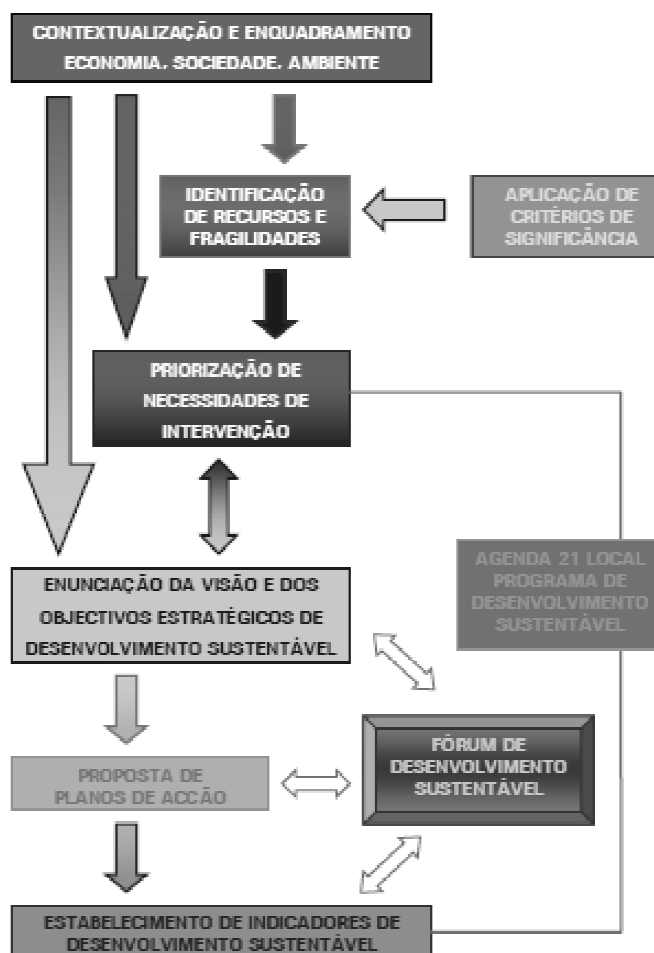 CONTEXTUALIZAÇÃO E ENQUADRAMENTO
ECONOMIA, SOCIEDADE, AMBIENTE
IDENTIFICAÇÃO
DE RECURSOS E
FRAGILIDADES
APLICAÇÃO DE
CRITÉRIOS DE
SIGNIFICÂNCIA
PRIORIZAÇÃO DE
NECESSIDADES DE
INTERVENÇÃO
AGENDA 21 LOCAL
PROGRAMA DE
DESENVOLVIMENTO
SUSTENTÁVEL
ENUNCIAÇÃO DA VISÃO E DOS
OBJECTIVOS ESTRATÉGICOS DE
DESENVOLVIMENTO SUSTENTÁVEL
FÓRUM DE
DESENVOLVIMENTO
SUSTENTÁVEL
PROPOSTA DE
PLANOS DE ACCÃO
ESTABELECIMENTO DE INDICADORES DE
DESENVOLVIMENTO SUSTENTÁVEL